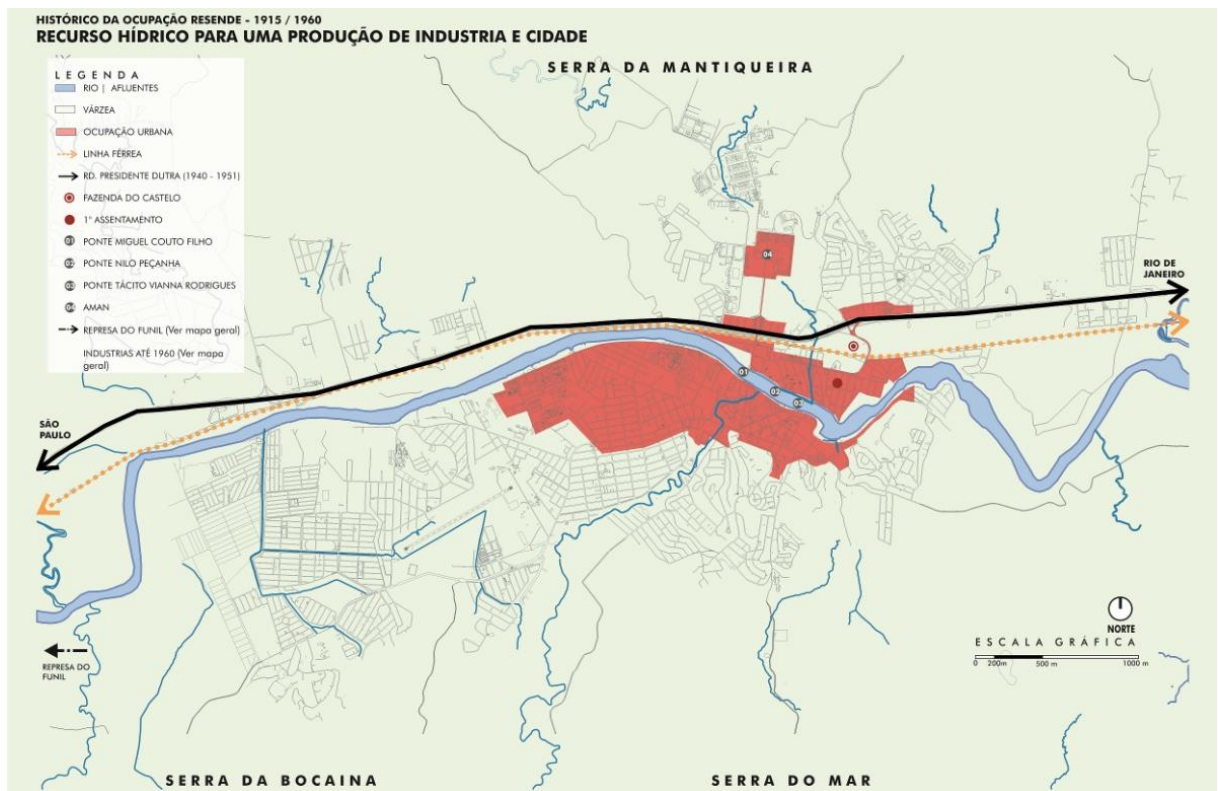 HISTÓRICO DA OCUPAÇÃO RESENDE - 1915 / 1960
RECURSO HÍDRICO PARA UMA PRODUÇÃO DE INDUSTRIA E CIDADE
SERRA DA MANTIQUEIRA
LEGENDA
RIO | AFLUENTES
VÁRZEA
OCUPAÇÃO URBANA
LINHA FÉRREA
RD. PRESIDENTE DUTRA (1940 - 1951)
FAZENDA DO CASTELO
1º ASSENTAMENTO
01 PONTE MIGUEL COUTO FILHO
02 PONTE NILO PEÇANHA
03 PONTE TÁCITO VIANNA RODRIGUES
04 AMAN
REPRESA DO FUNIL (Ver mapa geral)
INDUSTRIAS ATÉ 1960 (Ver mapa
geral)
04
RIO DE
JANEIRO
01
02
03
SÃO
PAULO
NORTE
ESCALA GRÁFICA
0 200m 500 m 1000 m
REPRESA DO
FUNIL
SERRA DA BOCAINA
SERRA DO MAR